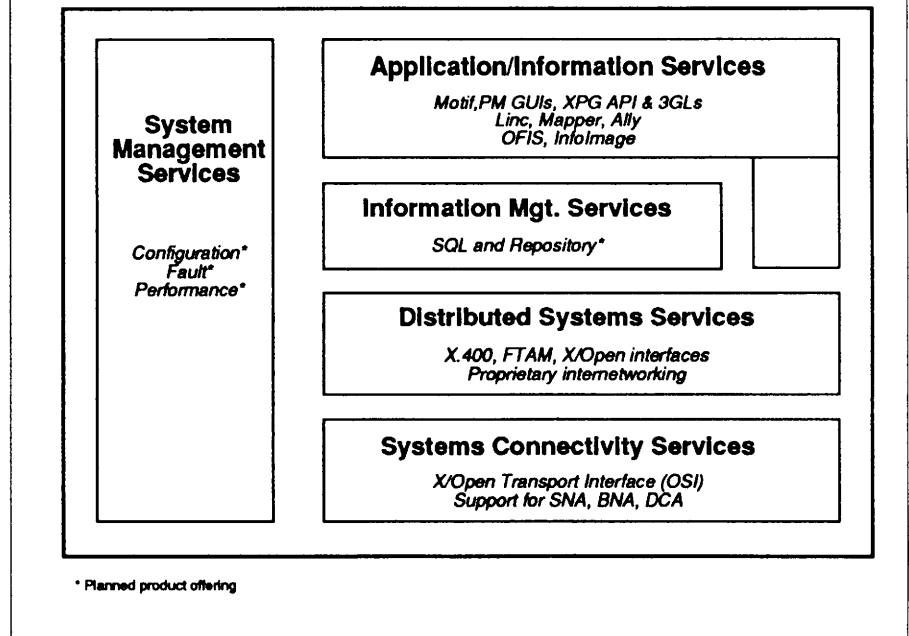 System
Management
Services
Configuration*
Fault*
Performance*
Application/Information Services
Motif,PM GUIs, XPG API & 3GLs
Linc, Mapper, Ally
OFIS, InfoImage
Information Mgt. Services
SQL and Repository*
Distributed Systems Services
X.400, FTAM, X/Open interfaces
Proprietary internetworking
Systems Connectivity Services
X/Open Transport Interface (OSI)
Support for SNA, BNA, DCA
* Planned product offering